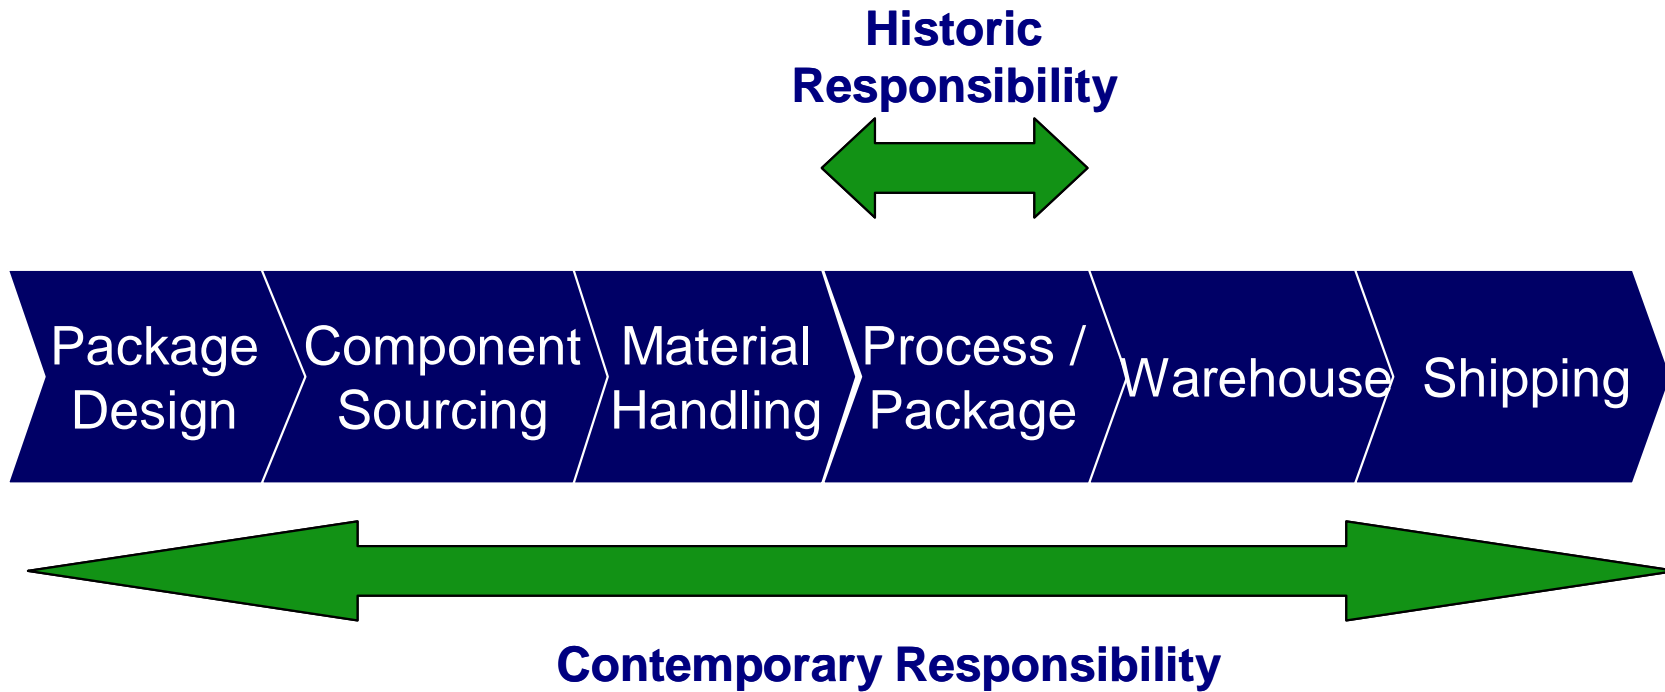 Historic
Responsibility
Package
Design
Component
Sourcing
Material
Handling
Process /
Package
Warehouse
Shipping
Contemporary Responsibility